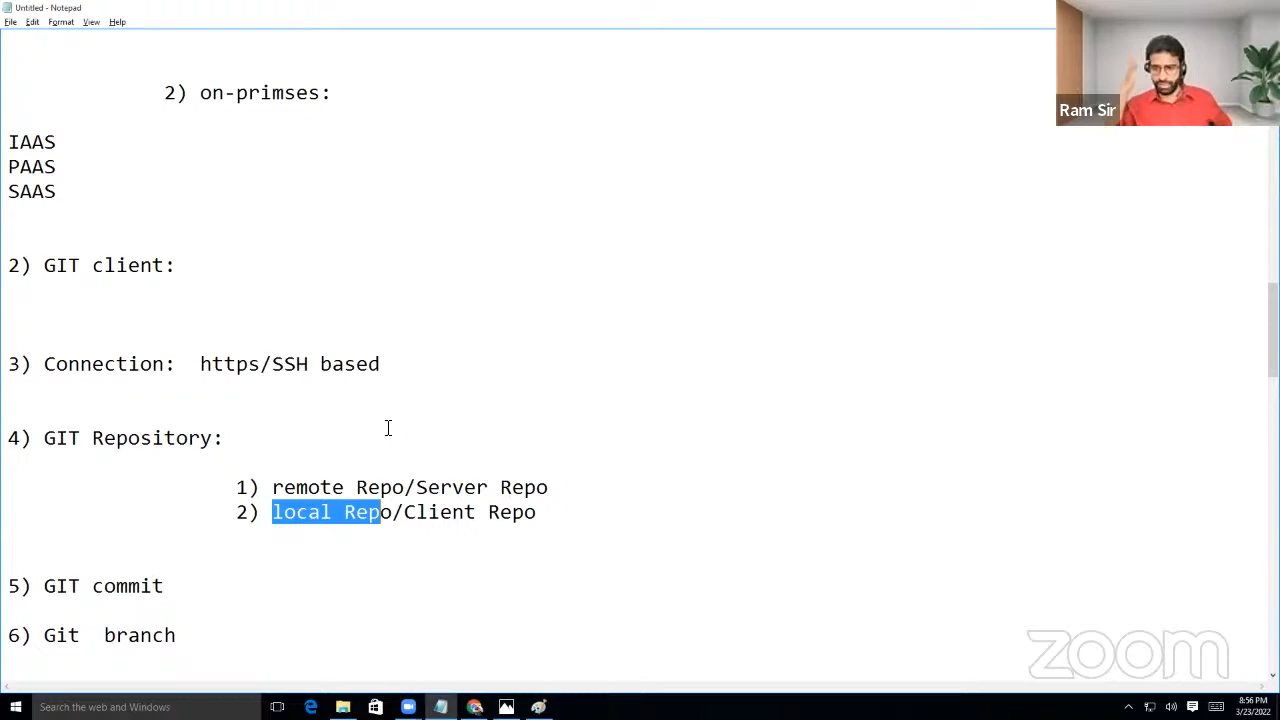 Untitled - Notepad
File Edit Format View Help
Ram Sir
2) on-primses:
IAAS
PAAS
SAAS
2) GIT client:
3) Connection: https/SSH based
4) GIT Repository:
1) remote Repo/Server Repo
2) local Repo/Client Repo
5) GIT commit
6) Git branch
zoom
Search the web and Windows
8:56 PM
3/23/2022